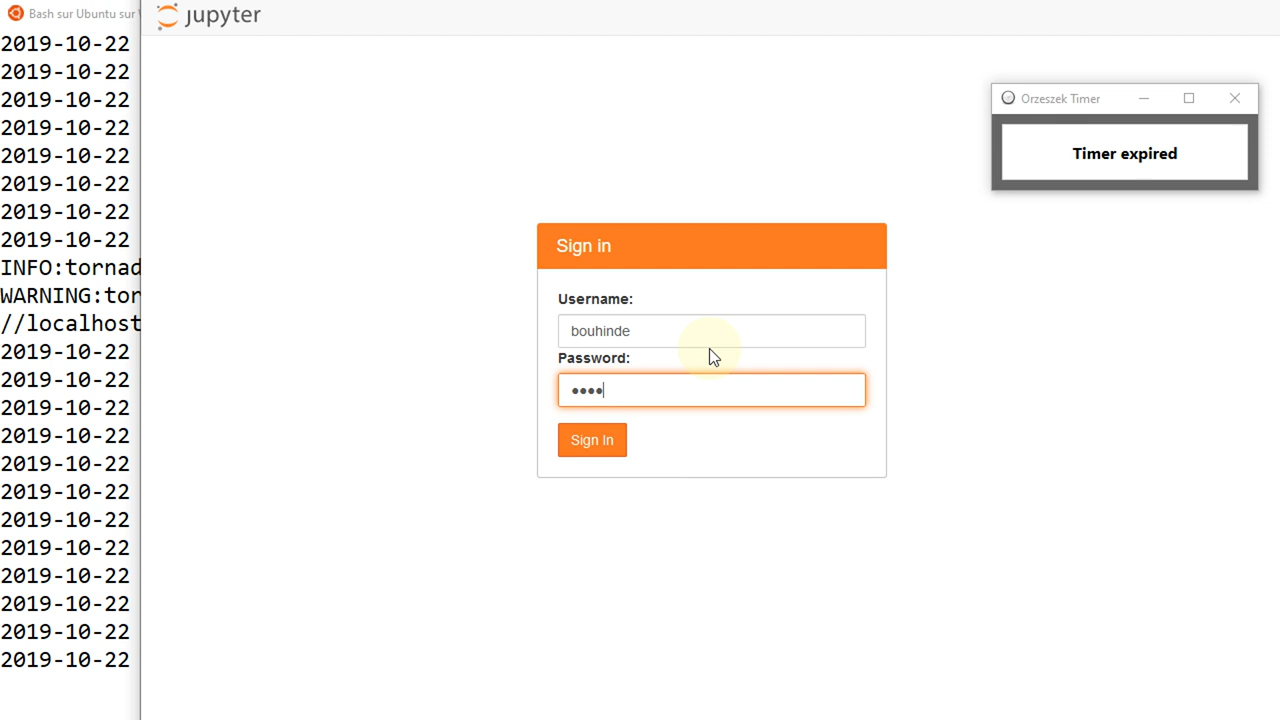 Bash sur Ubuntu sur
jupyter
2019-10-22
2019-10-22
2019-10-22
2019-10-22
2019-10-22
2019-10-22
2019-10-22
2019-10-22
INFO:tornad
WARNING:tor
//localhost
2019-10-22
2019-10-22
2019-10-22
2019-10-22
2019-10-22
2019-10-22
2019-10-22
2019-10-22
2019-10-22
2019-10-22
2019-10-22
2019-10-22
Orzeszek Timer
Timer expired
Sign in
Username:
bouhinde
Password:
••••
Sign In